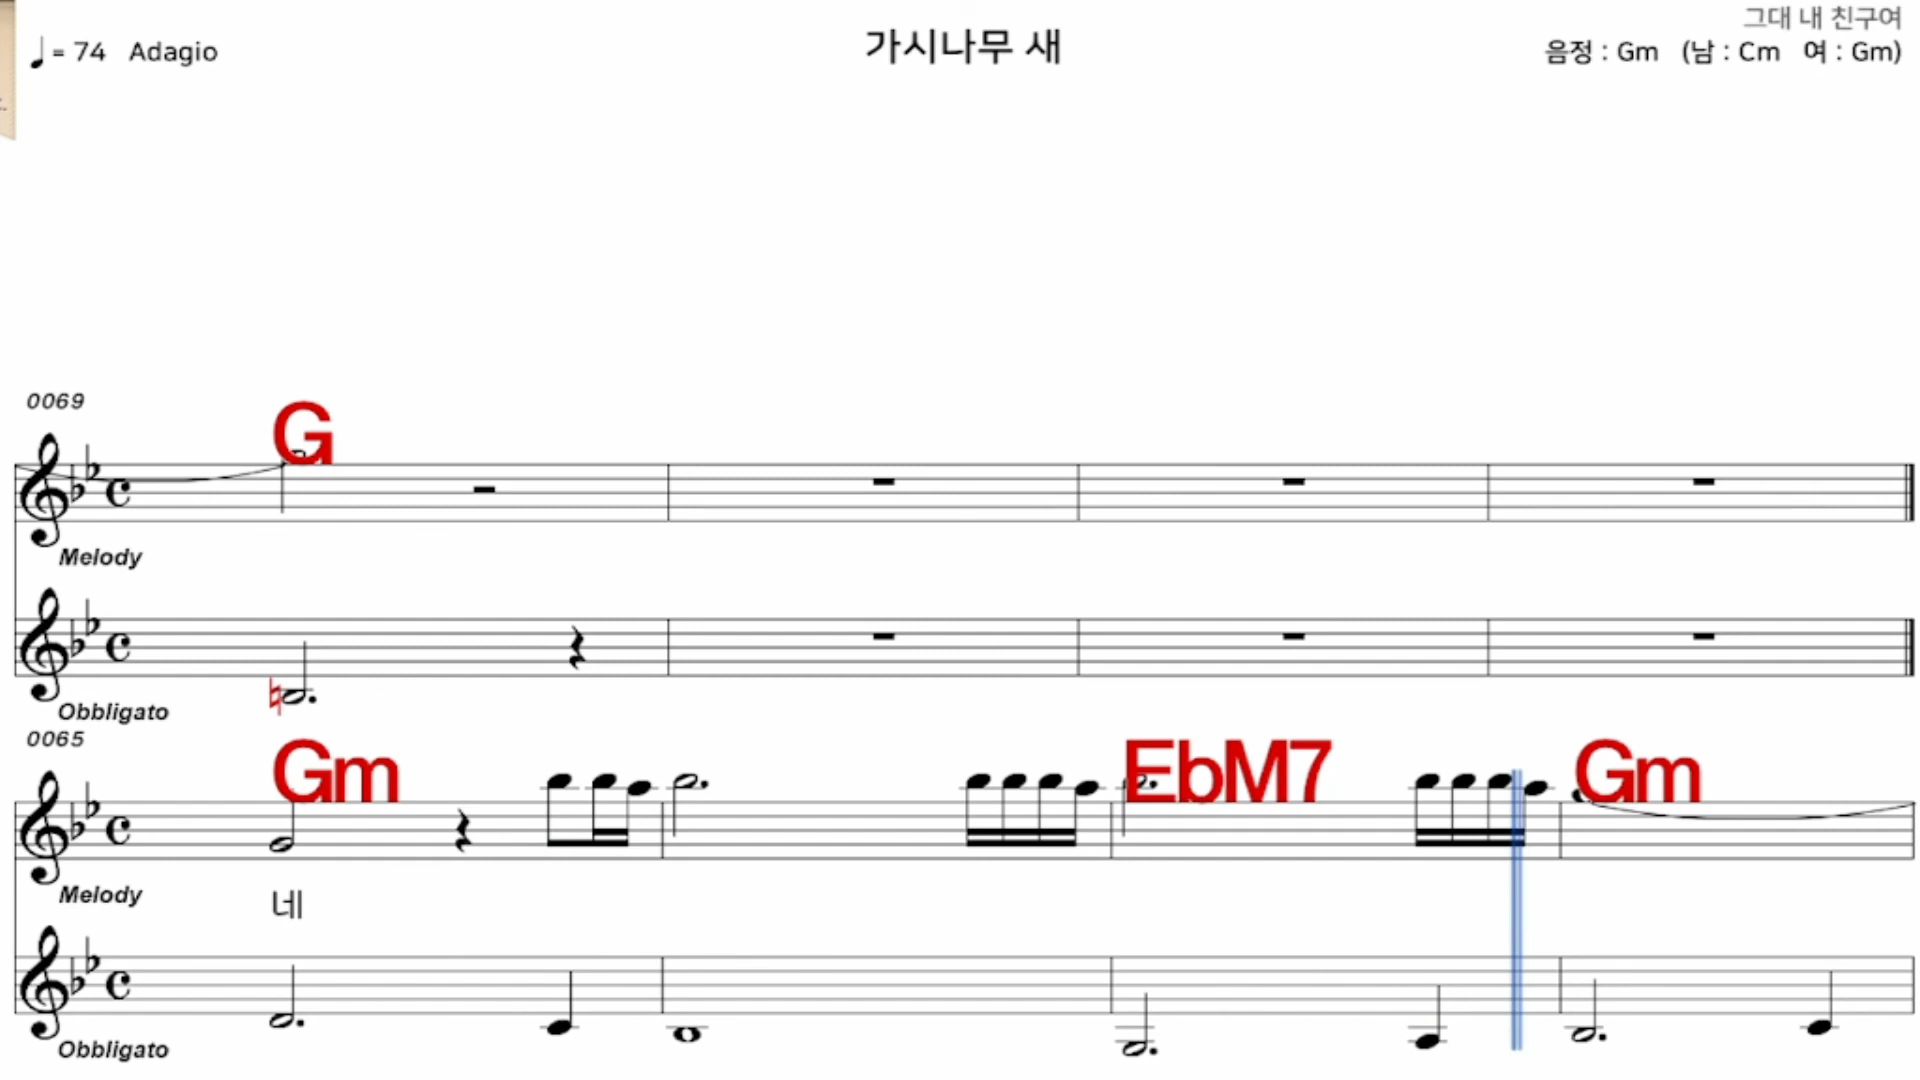 그대 내 친구여
♩ = 74 Adagio
가시나무 새
음정 : Gm (남 : Cm 여 : Gm)
0069
G
Melody
Obbligato
0065
Gm EbM7 Gm
Melody
네
Obbligato